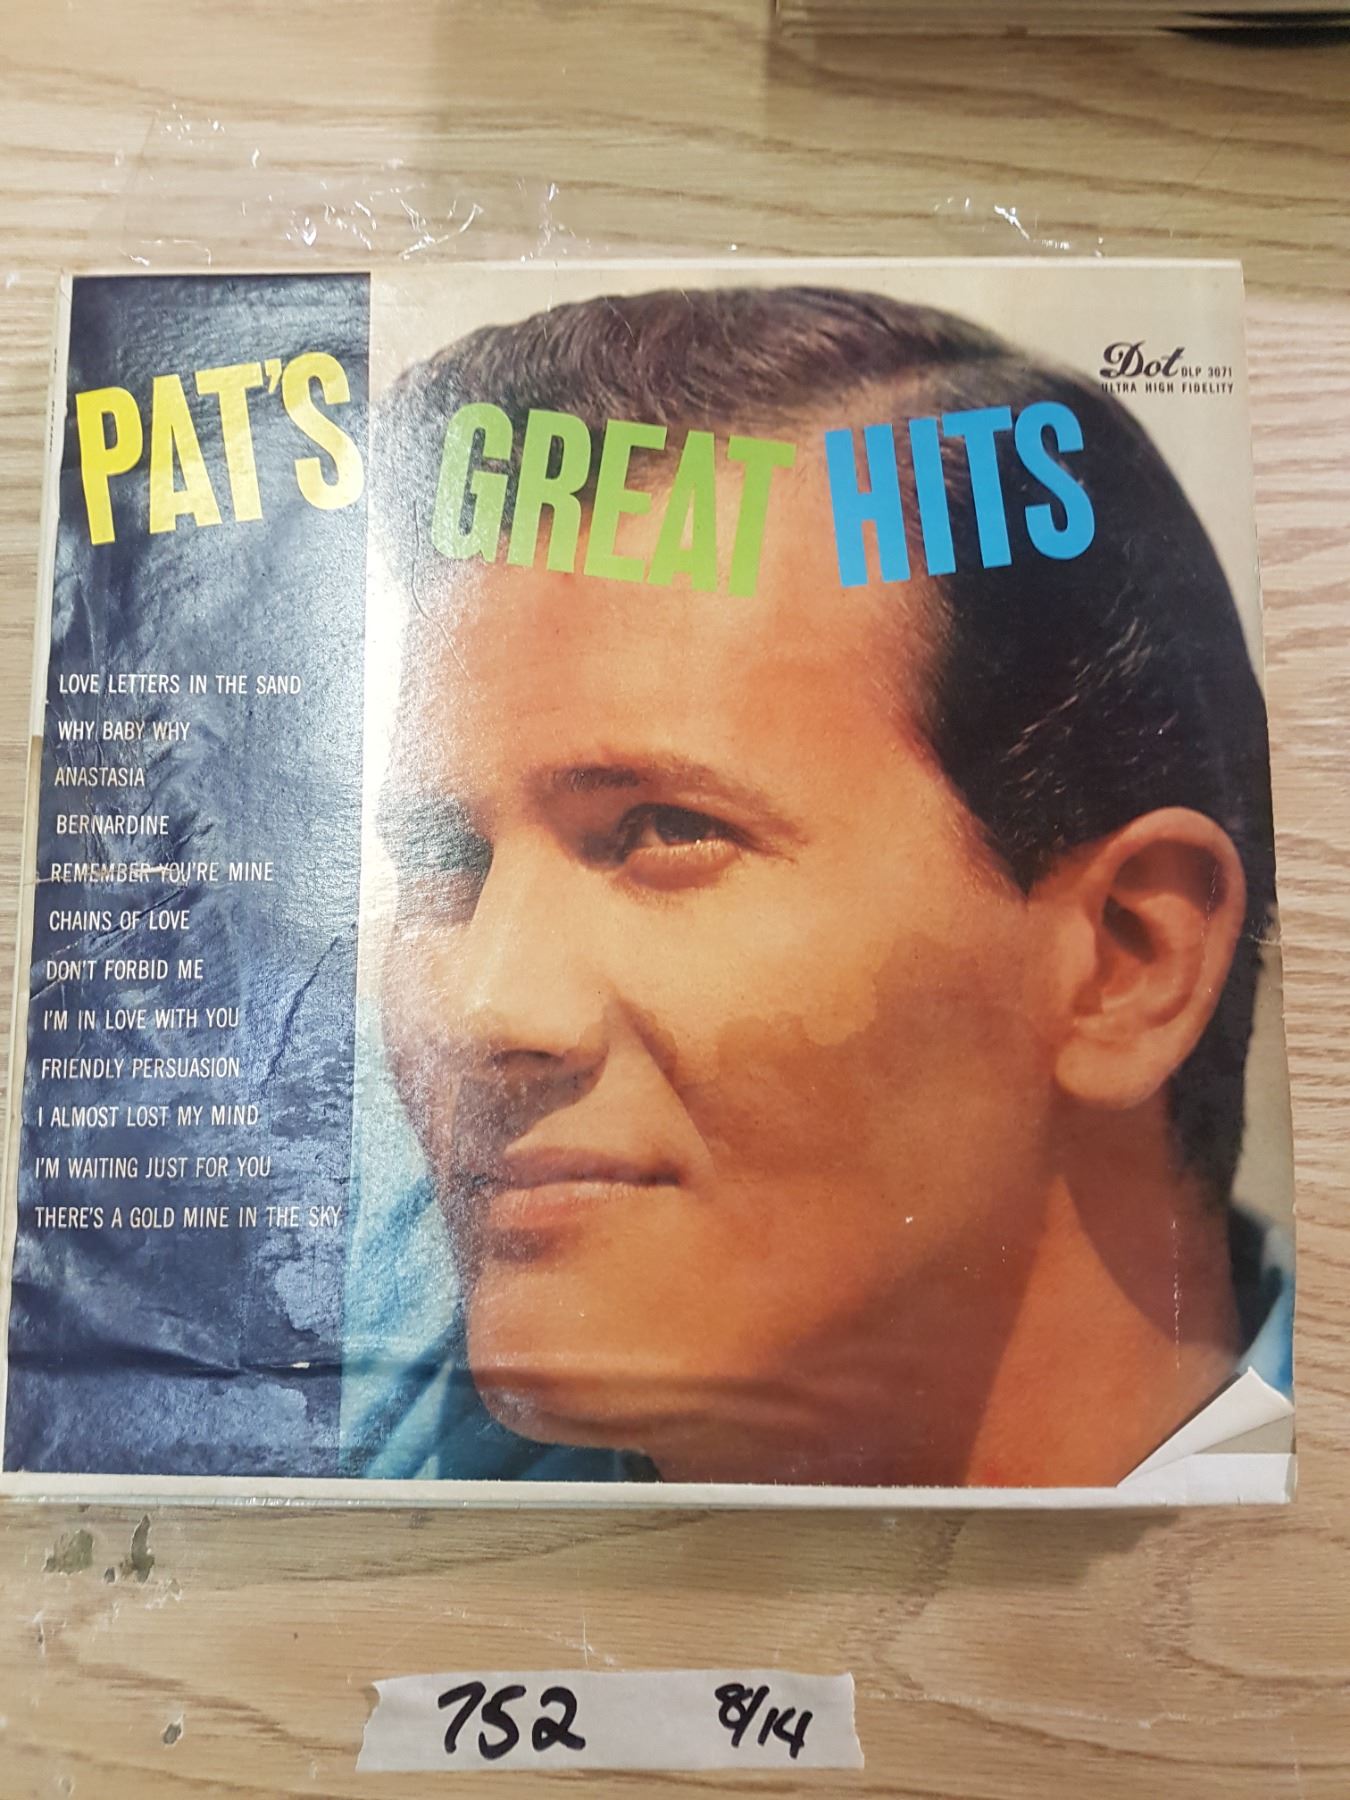 PAT'S GREAT HITS
Dot DLP 3071
ULTRA HIGH FIDELITY
LOVE LETTERS IN THE SAND
WHY BABY WHY
ANASTASIA
BERNARDINE
REMEMBER YOU'RE MINE
CHAINS OF LOVE
DON'T FORBID ME
I'M IN LOVE WITH YOU
FRIENDLY PERSUASION
I ALMOST LOST MY MIND
I'M WAITING JUST FOR YOU
THERE'S A GOLD MINE IN THE SKY
752 8/14